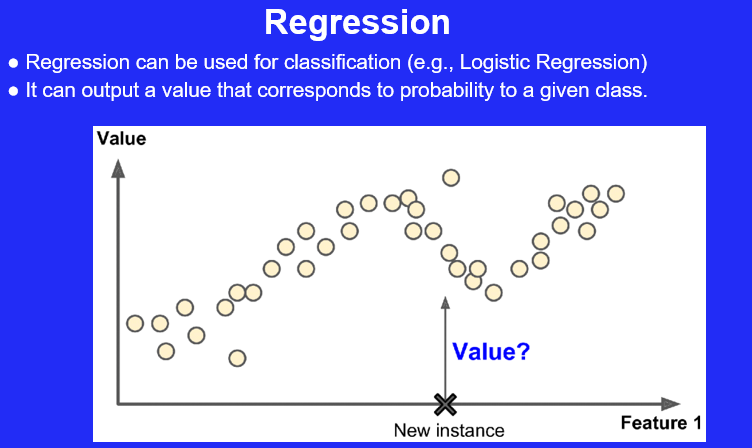 Regression
● Regression can be used for classification (e.g., Logistic Regression)
● It can output a value that corresponds to probability to a given class.
Value
Value?
New instance
Feature 1